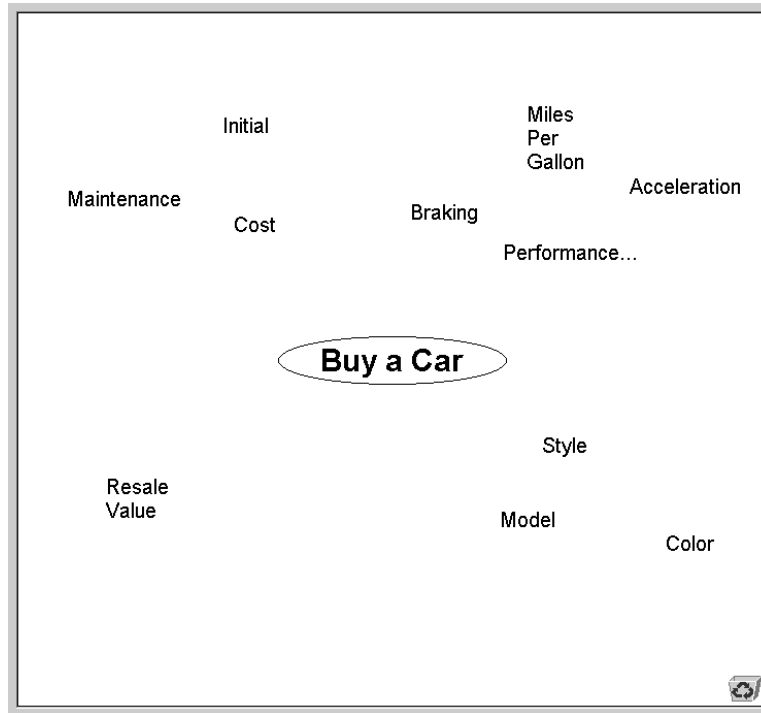 Initial
Miles
Per
Gallon
Acceleration
Maintenance
Cost
Braking
Performance…
Buy a Car
Style
Resale
Value
Model
Color